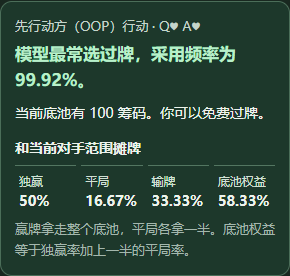 先行动方（OOP）行动 · Q♥ A♥
模型最常选过牌，采用频率为
99.92%。
当前底池有 100 筹码。你可以免费过牌。
和当前对手范围摊牌
独赢 平局 输牌 底池权益
50% 16.67% 33.33% 58.33%
赢牌拿走整个底池，平局各拿一半。底池权益
等于独赢率加上一半的平局率。